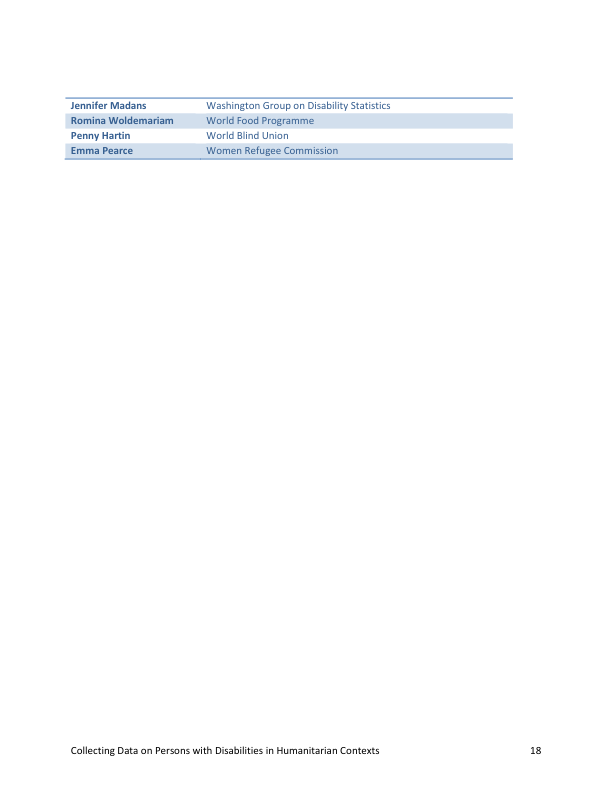 Jennifer Madans Washington Group on Disability Statistics
Romina Woldemariam World Food Programme
Penny Hartin World Blind Union
Emma Pearce Women Refugee Commission
Collecting Data on Persons with Disabilities in Humanitarian Contexts 18